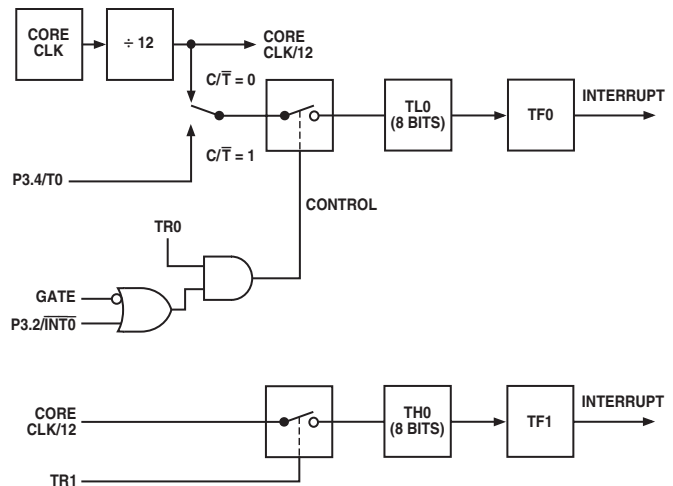 CORE
CLK
÷ 12
CORE
CLK/12
C/T̅ = 0
TL0
(8 BITS)
TF0
INTERRUPT
C/T̅ = 1
P3.4/T0
CONTROL
TR0
GATE
P3.2/I̅N̅T̅0̅
CORE
CLK/12
TH0
(8 BITS)
TF1
INTERRUPT
TR1